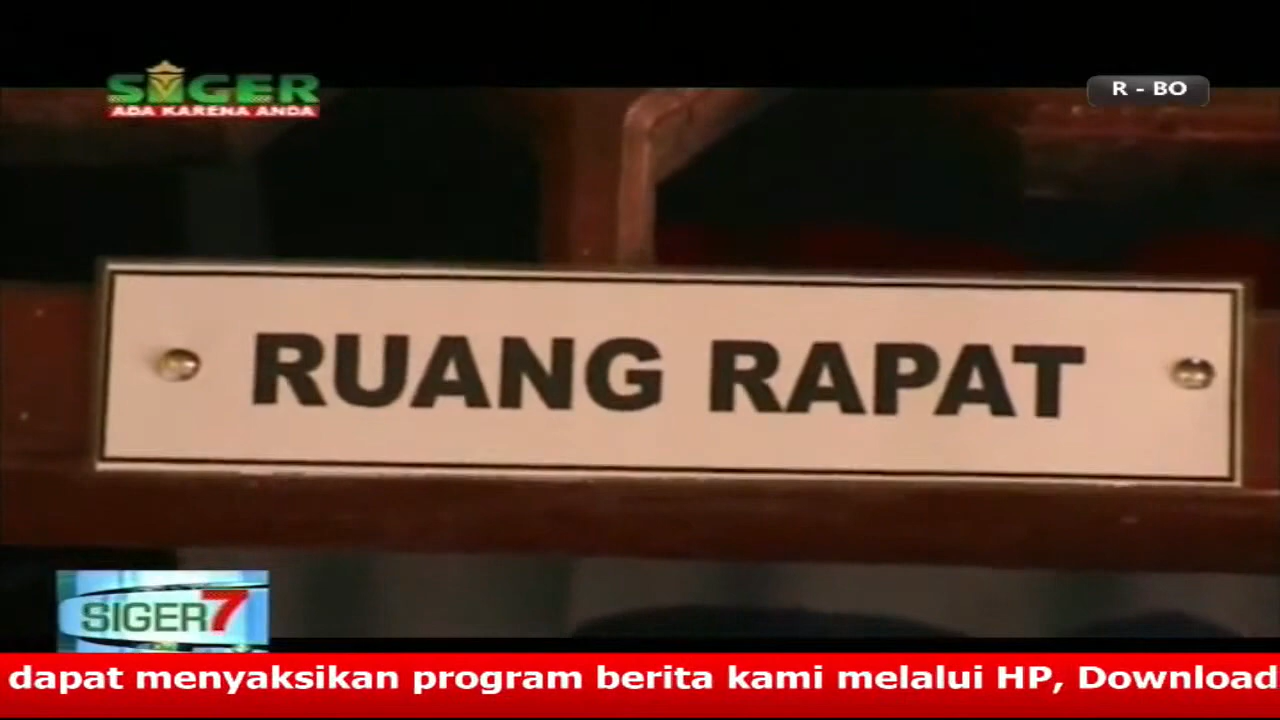 SIGER
ADA KARENA ANDA
R - BO
RUANG RAPAT
SIGER7
dapat menyaksikan program berita kami melalui HP, Download